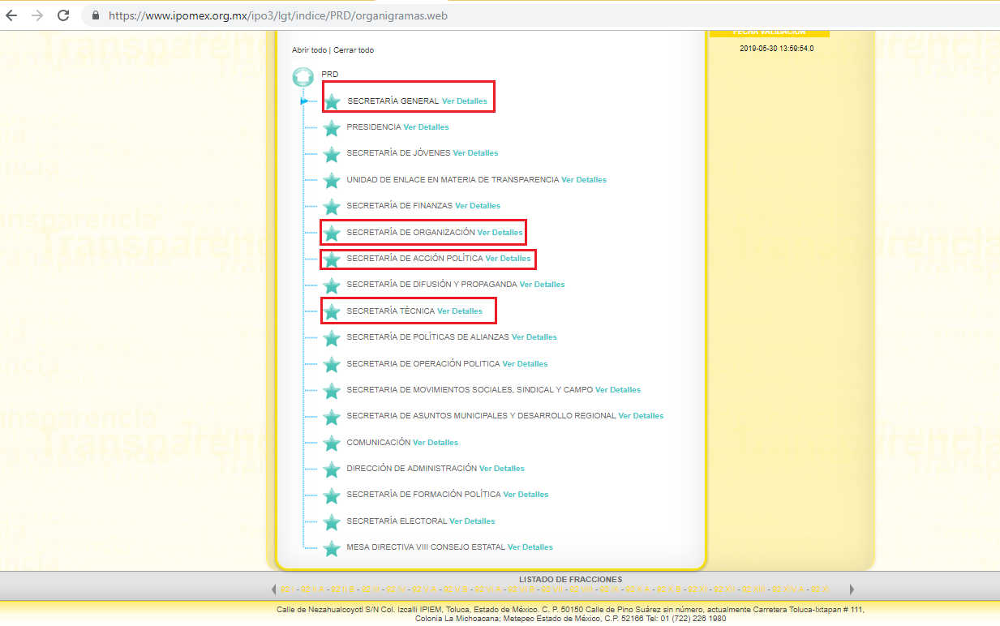 https://www.ipomex.org.mx/ipo3/lgt/indice/PRD/organigramas.web
FECHA VALIDACIÓN
2019-05-30 13:59:54.0
Abrir todo | Cerrar todo
PRD
SECRETARÍA GENERAL Ver Detalles
PRESIDENCIA Ver Detalles
SECRETARÍA DE JÓVENES Ver Detalles
UNIDAD DE ENLACE EN MATERIA DE TRANSPARENCIA Ver Detalles
SECRETARÍA DE FINANZAS Ver Detalles
SECRETARÍA DE ORGANIZACIÓN Ver Detalles
SECRETARÍA DE ACCIÓN POLÍTICA Ver Detalles
SECRETARÍA DE DIFUSIÓN Y PROPAGANDA Ver Detalles
SECRETARÍA TÉCNICA Ver Detalles
SECRETARÍA DE POLÍTICAS DE ALIANZAS Ver Detalles
SECRETARIA DE OPERACIÓN POLITICA Ver Detalles
SECRETARIA DE MOVIMIENTOS SOCIALES, SINDICAL Y CAMPO Ver Detalles
SECRETARIA DE ASUNTOS MUNICIPALES Y DESARROLLO REGIONAL Ver Detalles
COMUNICACIÓN Ver Detalles
DIRECCIÓN DE ADMINISTRACIÓN Ver Detalles
SECRETARÍA DE FORMACIÓN POLÍTICA Ver Detalles
SECRETARÍA ELECTORAL Ver Detalles
MESA DIRECTIVA VIII CONSEJO ESTATAL Ver Detalles
LISTADO DE FRACCIONES
92 I - 92 II A - 92 II B - 92 III - 92 IV - 92 V A - 92 V B - 92 VI A - 92 VI B - 92 VII - 92 VIII - 92 IX - 92 X A - 92 X B - 92 XI - 92 XII - 92 XIII - 92 XIV A - 92 XI
Calle de Nezahualcoyotl S/N Col. Izcalli IPIEM, Toluca, Estado de México. C. P. 50150 Calle de Pino Suárez sin número, actualmente Carretera Toluca-Ixtapan # 111,
Colonia La Michoacana; Metepec Estado de México, C.P. 52166 Tel: 01 (722) 226 1980